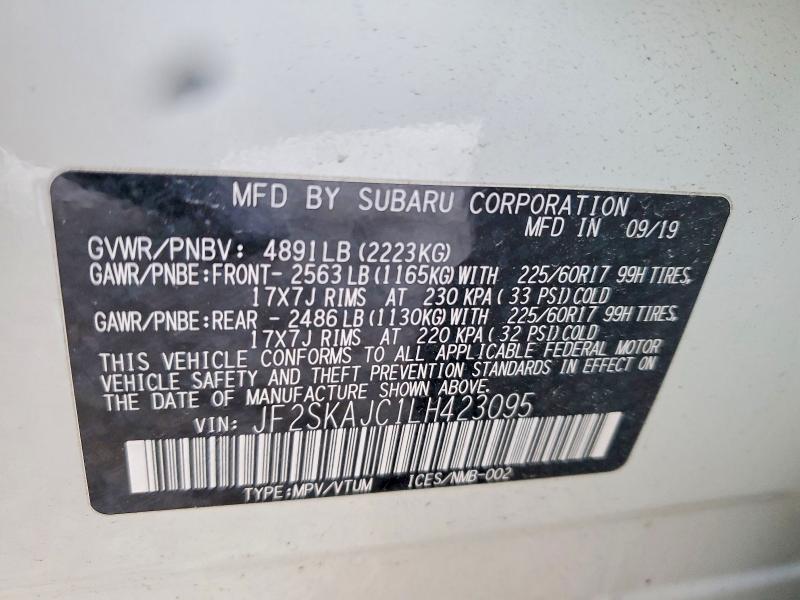 MFD BY SUBARU CORPORATION
MFD IN 09/19
GVWR/PNBV: 4891LB (2223KG)
GAWR/PNBE:FRONT- 2563LB (1165KG) WITH 225/60R17 99H TIRES,
17X7J RIMS AT 230 KPA (33 PSI) COLD
GAWR/PNBE:REAR - 2486LB (1130KG) WITH 225/60R17 99H TIRES,
17X7J RIMS AT 220 KPA (32 PSI) COLD
THIS VEHICLE CONFORMS TO ALL APPLICABLE FEDERAL MOTOR
VEHICLE SAFETY AND THEFT PREVENTION STANDARDS IN EFFECT ON
THE DATE OF MANUFACTURE SHOWN ABOVE.
VIN: JF2SKAJC1LH423095
TYPE:MPV/VTUM ICES/NMB-002